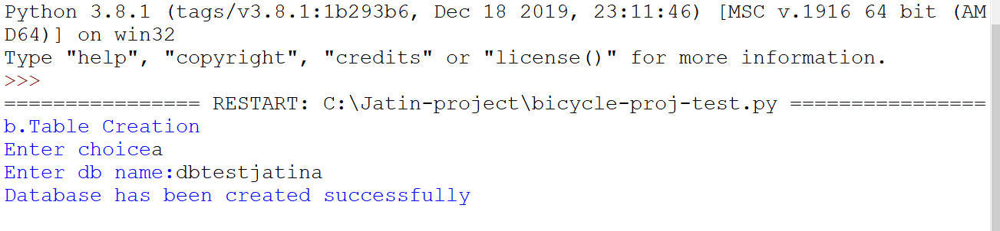 Python 3.8.1 (tags/v3.8.1:1b293b6, Dec 18 2019, 23:11:46) [MSC v.1916 64 bit (AM
D64)] on win32
Type "help", "copyright", "credits" or "license()" for more information.
>>>
================ RESTART: C:\Jatin-project\bicycle-proj-test.py ================
b.Table Creation
Enter choicea
Enter db name:dbtestjatina
Database has been created successfully